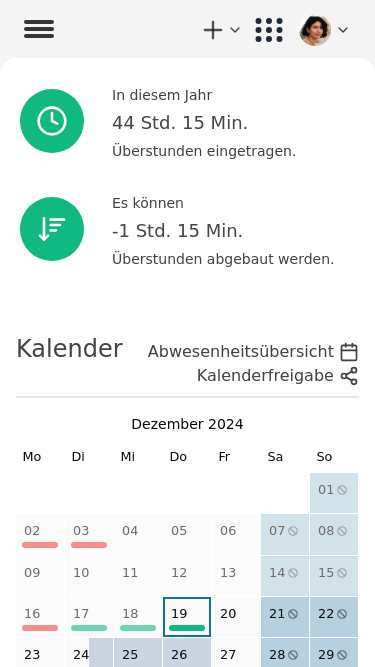 In diesem Jahr
44 Std. 15 Min.
Überstunden eingetragen.
Es können
-1 Std. 15 Min.
Überstunden abgebaut werden.
Kalender
Abwesenheitsübersicht
Kalenderfreigabe
Dezember 2024
Mo Di Mi Do Fr Sa So
01
02 03 04 05 06 07 08
09 10 11 12 13 14 15
16 17 18 19 20 21 22
23 24 25 26 27 28 29